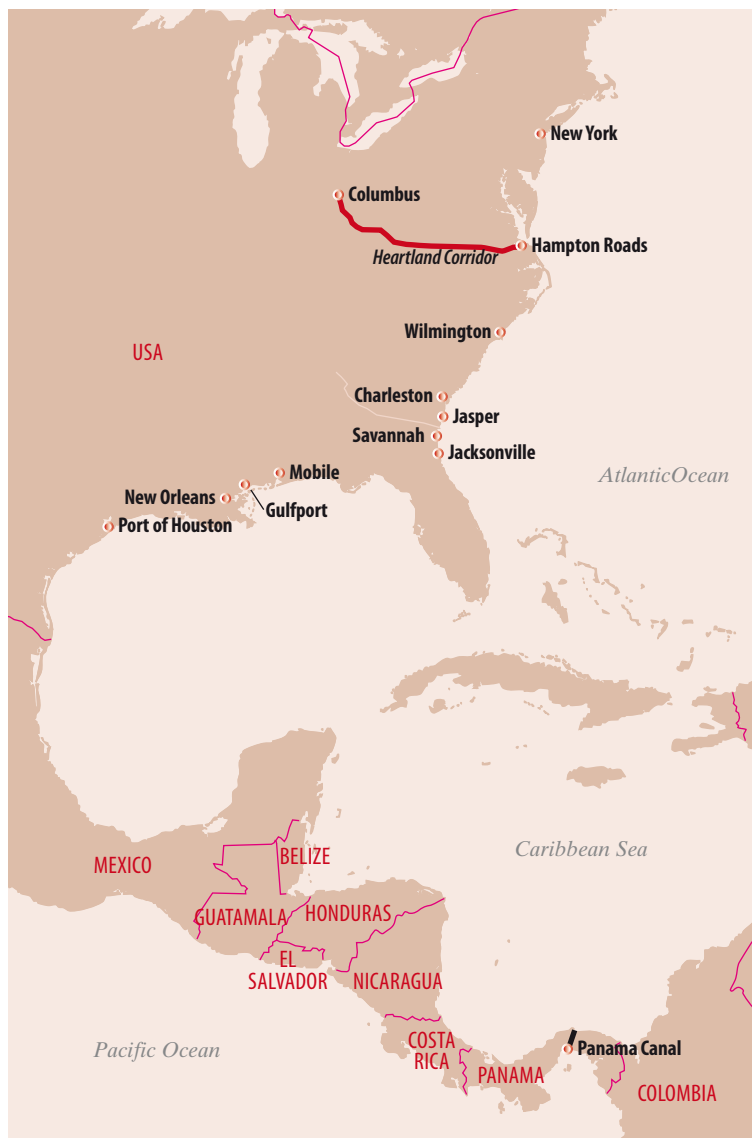 New York
Columbus
Hampton Roads
Heartland Corridor
Wilmington
USA
Charleston
Jasper
Savannah
Jacksonville
Mobile
AtlanticOcean
New Orleans
Gulfport
Port of Houston
Caribbean Sea
BELIZE
MEXICO
GUATAMALA
HONDURAS
EL
SALVADOR
NICARAGUA
Pacific Ocean
COSTA
RICA
Panama Canal
PANAMA
COLOMBIA